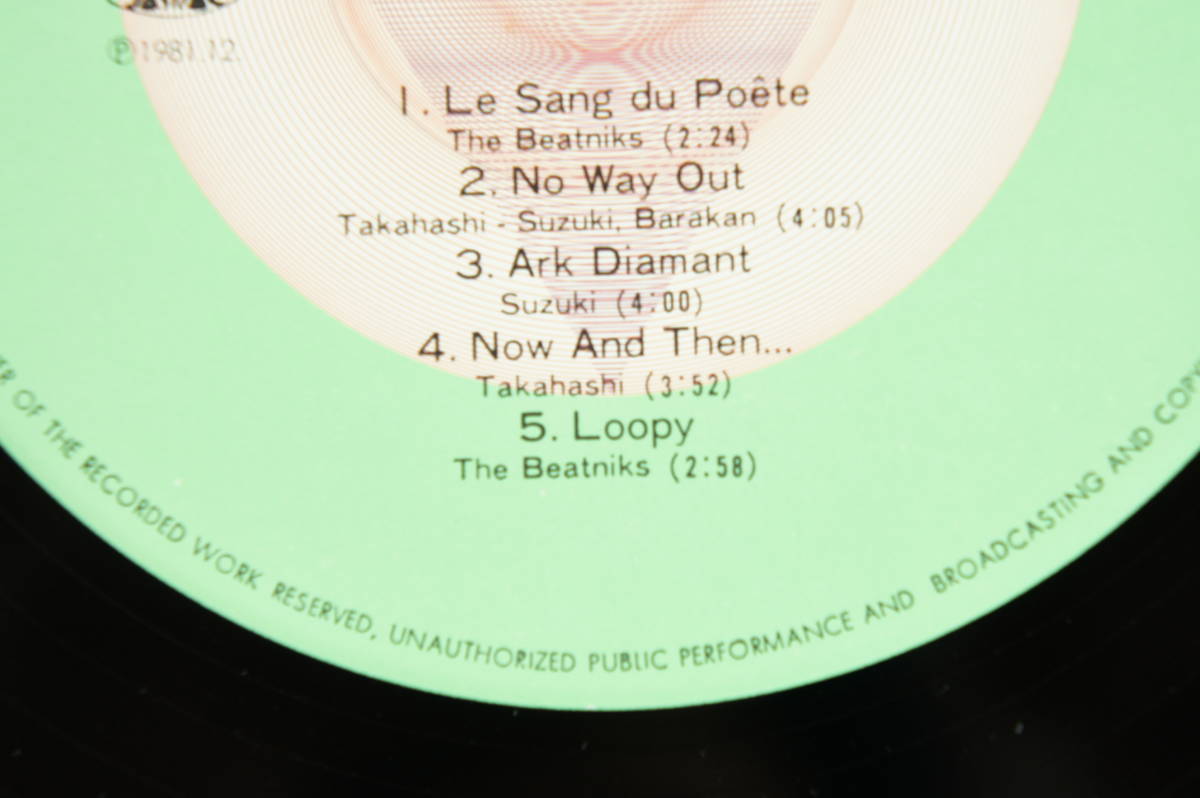 ℗1981.12.
1. Le Sang du Poête
The Beatniks (2:24)
2. No Way Out
Takahashi - Suzuki, Barakan (4:05)
3. Ark Diamant
Suzuki (4:00)
4. Now And Then...
Takahashi (3:52)
5. Loopy
The Beatniks (2:58)
OF THE RECORDED WORK RESERVED, UNAUTHORIZED PUBLIC PERFORMANCE AND BROADCASTING AND